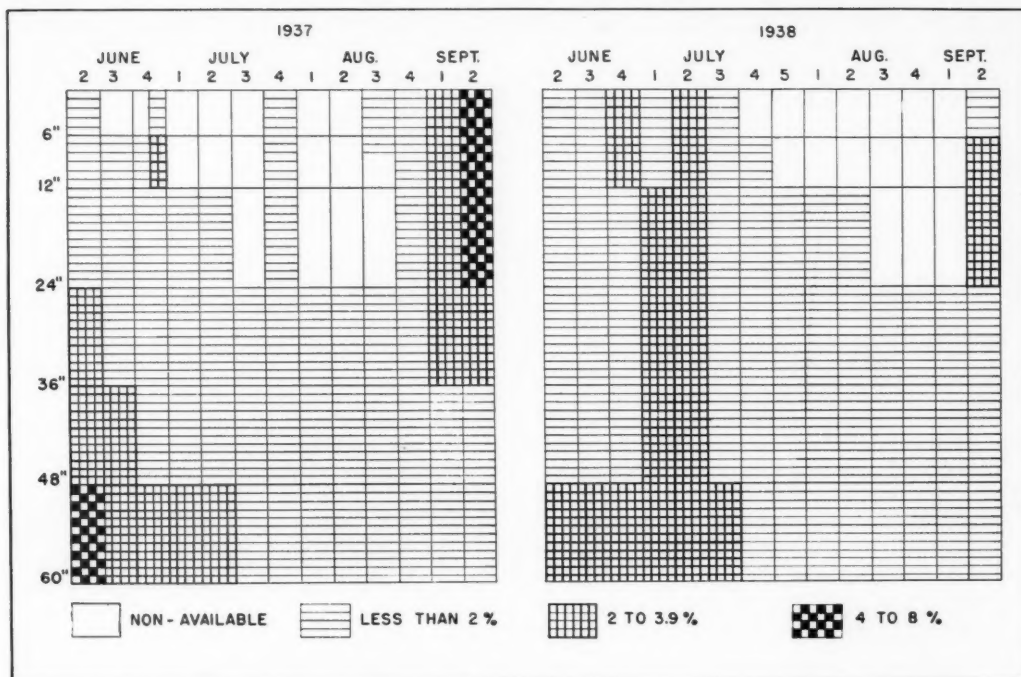 1937 1938
JUNE JULY AUG. SEPT. JUNE JULY AUG. SEPT.
2 3 4 1 2 3 4 1 2 3 4 1 2 2 3 4 1 2 3 4 5 1 2 3 4 1 2
6"
12"
24"
36"
48"
60"
NON-AVAILABLE LESS THAN 2% 2 TO 3.9% 4 TO 8%